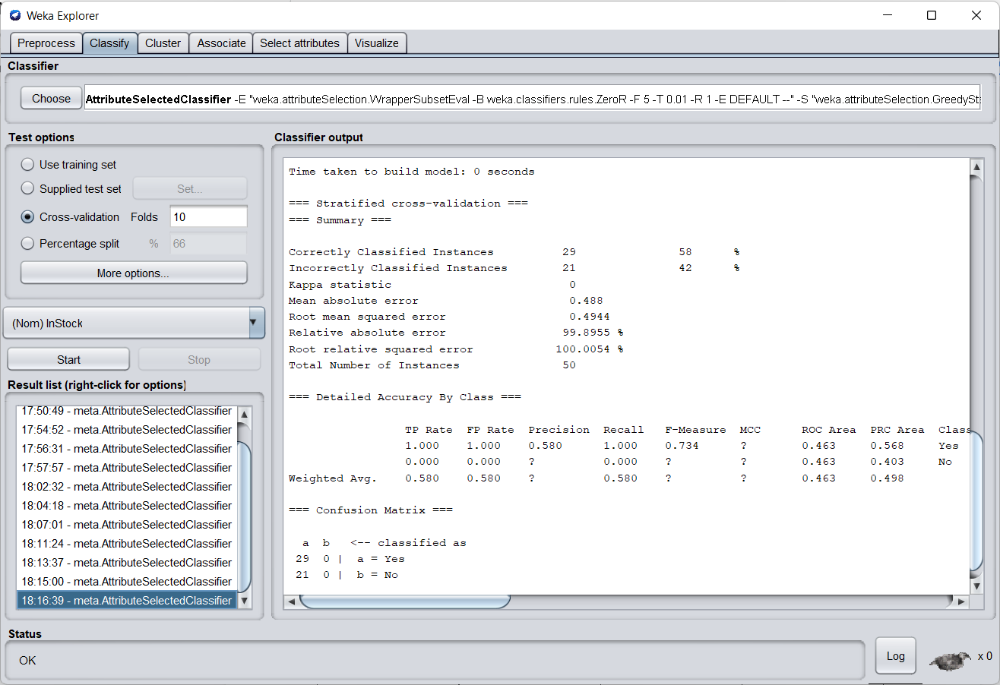 Weka Explorer
Preprocess Classify Cluster Associate Select attributes Visualize
Classifier
Choose AttributeSelectedClassifier -E "weka.attributeSelection.WrapperSubsetEval -B weka.classifiers.rules.ZeroR -F 5 -T 0.01 -R 1 -E DEFAULT --" -S "weka.attributeSelection.GreedySt
Test options
Use training set
Supplied test set Set...
Cross-validation Folds 10
Percentage split % 66
More options...
(Nom) InStock
Start Stop
Result list (right-click for options)
17:50:49 - meta.AttributeSelectedClassifier
17:54:52 - meta.AttributeSelectedClassifier
17:56:31 - meta.AttributeSelectedClassifier
17:57:57 - meta.AttributeSelectedClassifier
18:02:32 - meta.AttributeSelectedClassifier
18:04:18 - meta.AttributeSelectedClassifier
18:07:01 - meta.AttributeSelectedClassifier
18:11:24 - meta.AttributeSelectedClassifier
18:13:37 - meta.AttributeSelectedClassifier
18:15:00 - meta.AttributeSelectedClassifier
18:16:39 - meta.AttributeSelectedClassifier
Classifier output
Time taken to build model: 0 seconds
=== Stratified cross-validation ===
=== Summary ===
Correctly Classified Instances 29 58 %
Incorrectly Classified Instances 21 42 %
Kappa statistic 0
Mean absolute error 0.488
Root mean squared error 0.4944
Relative absolute error 99.8955 %
Root relative squared error 100.0054 %
Total Number of Instances 50
=== Detailed Accuracy By Class ===
TP Rate FP Rate Precision Recall F-Measure MCC ROC Area PRC Area Class
1.000 1.000 0.580 1.000 0.734 ? 0.463 0.568 Yes
0.000 0.000 ? 0.000 ? ? 0.463 0.403 No
Weighted Avg. 0.580 0.580 ? 0.580 ? ? 0.463 0.498
=== Confusion Matrix ===
a b <-- classified as
29 0 | a = Yes
21 0 | b = No
Status
OK
Log x 0